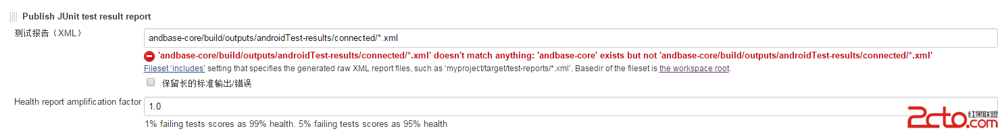 Publish JUnit test result report
测试报告（XML）
andbase-core/build/outputs/androidTest-results/connected/*.xml
'andbase-core/build/outputs/androidTest-results/connected/*.xml' doesn't match anything: 'andbase-core' exists but not 'andbase-core/build/outputs/androidTest-results/connected/*.xml'
Fileset ‘includes’ setting that specifies the generated raw XML report files, such as ‘myproject/target/test-reports/*.xml’. Basedir of the fileset is the workspace root.
保留长的标准输出/错误
Health report amplification factor
1.0
1% failing tests scores as 99% health. 5% failing tests scores as 95% health
2cto 红黑联盟
.com